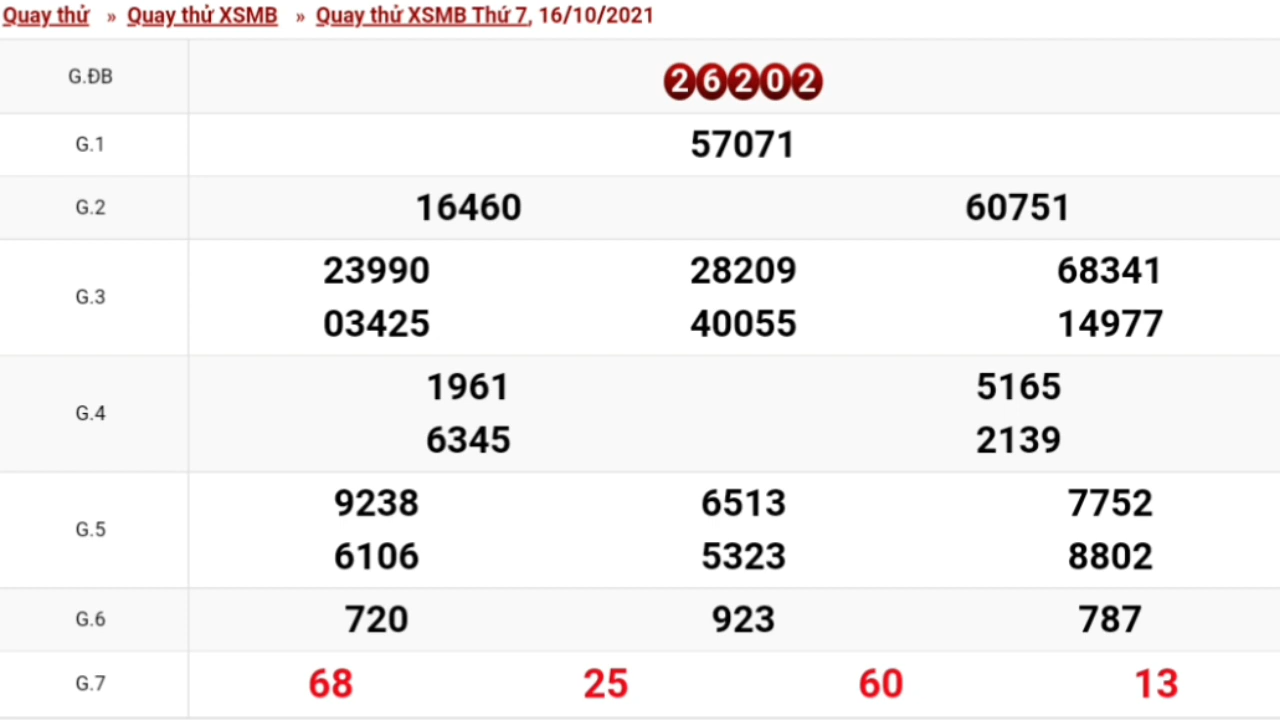 Quay thử » Quay thử XSMB » Quay thử XSMB Thứ 7, 16/10/2021
G.ĐB 26202
G.1 57071
G.2 16460 60751
G.3 23990 28209 68341
03425 40055 14977
G.4 1961 5165
6345 2139
G.5 9238 6513 7752
6106 5323 8802
G.6 720 923 787
G.7 68 25 60 13